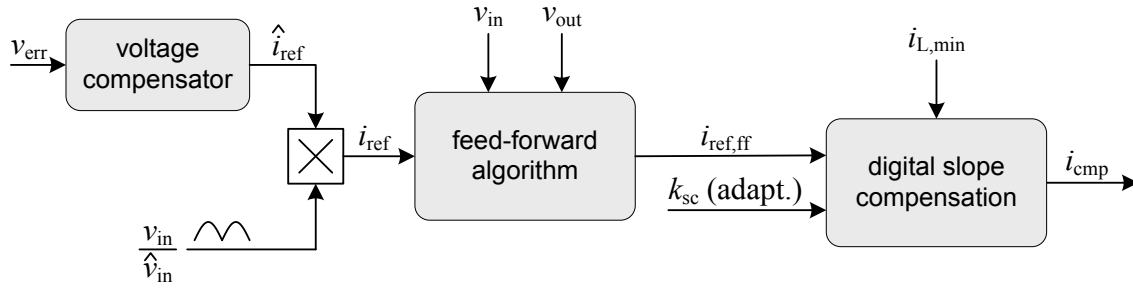 v_err
voltage
compensator
î_ref
v_in
v_out
i_L,min
i_ref
feed-forward
algorithm
i_ref,ff
k_sc (adapt.)
digital slope
compensation
i_cmp
v_in
v̂_in